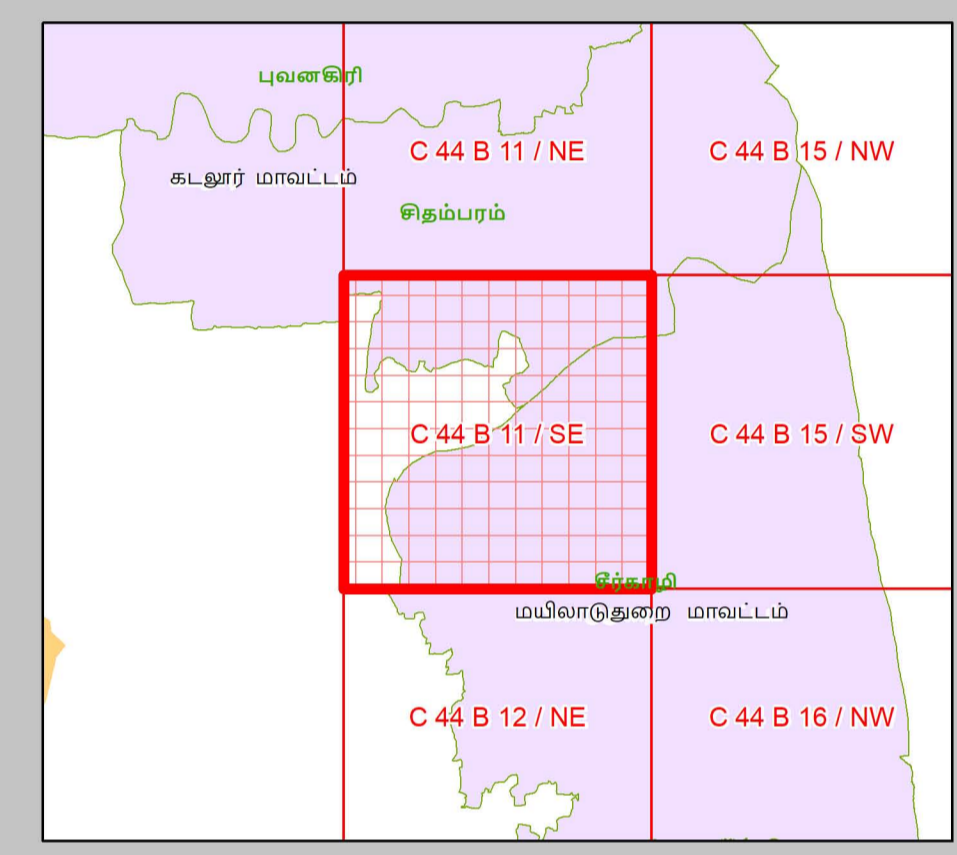 புவனகிரி
C 44 B 11 / NE
C 44 B 15 / NW
கடலூர் மாவட்டம்
சிதம்பரம்
C 44 B 11 / SE
C 44 B 15 / SW
சீர்காழி
மயிலாடுதுறை மாவட்டம்
C 44 B 12 / NE
C 44 B 16 / NW